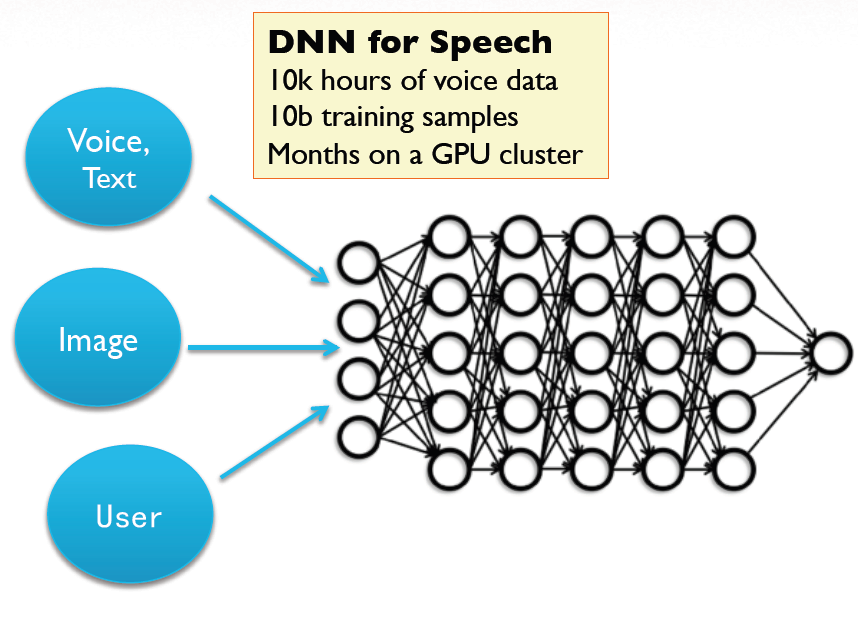 DNN for Speech
10k hours of voice data
10b training samples
Months on a GPU cluster
Voice,
Text
Image
User